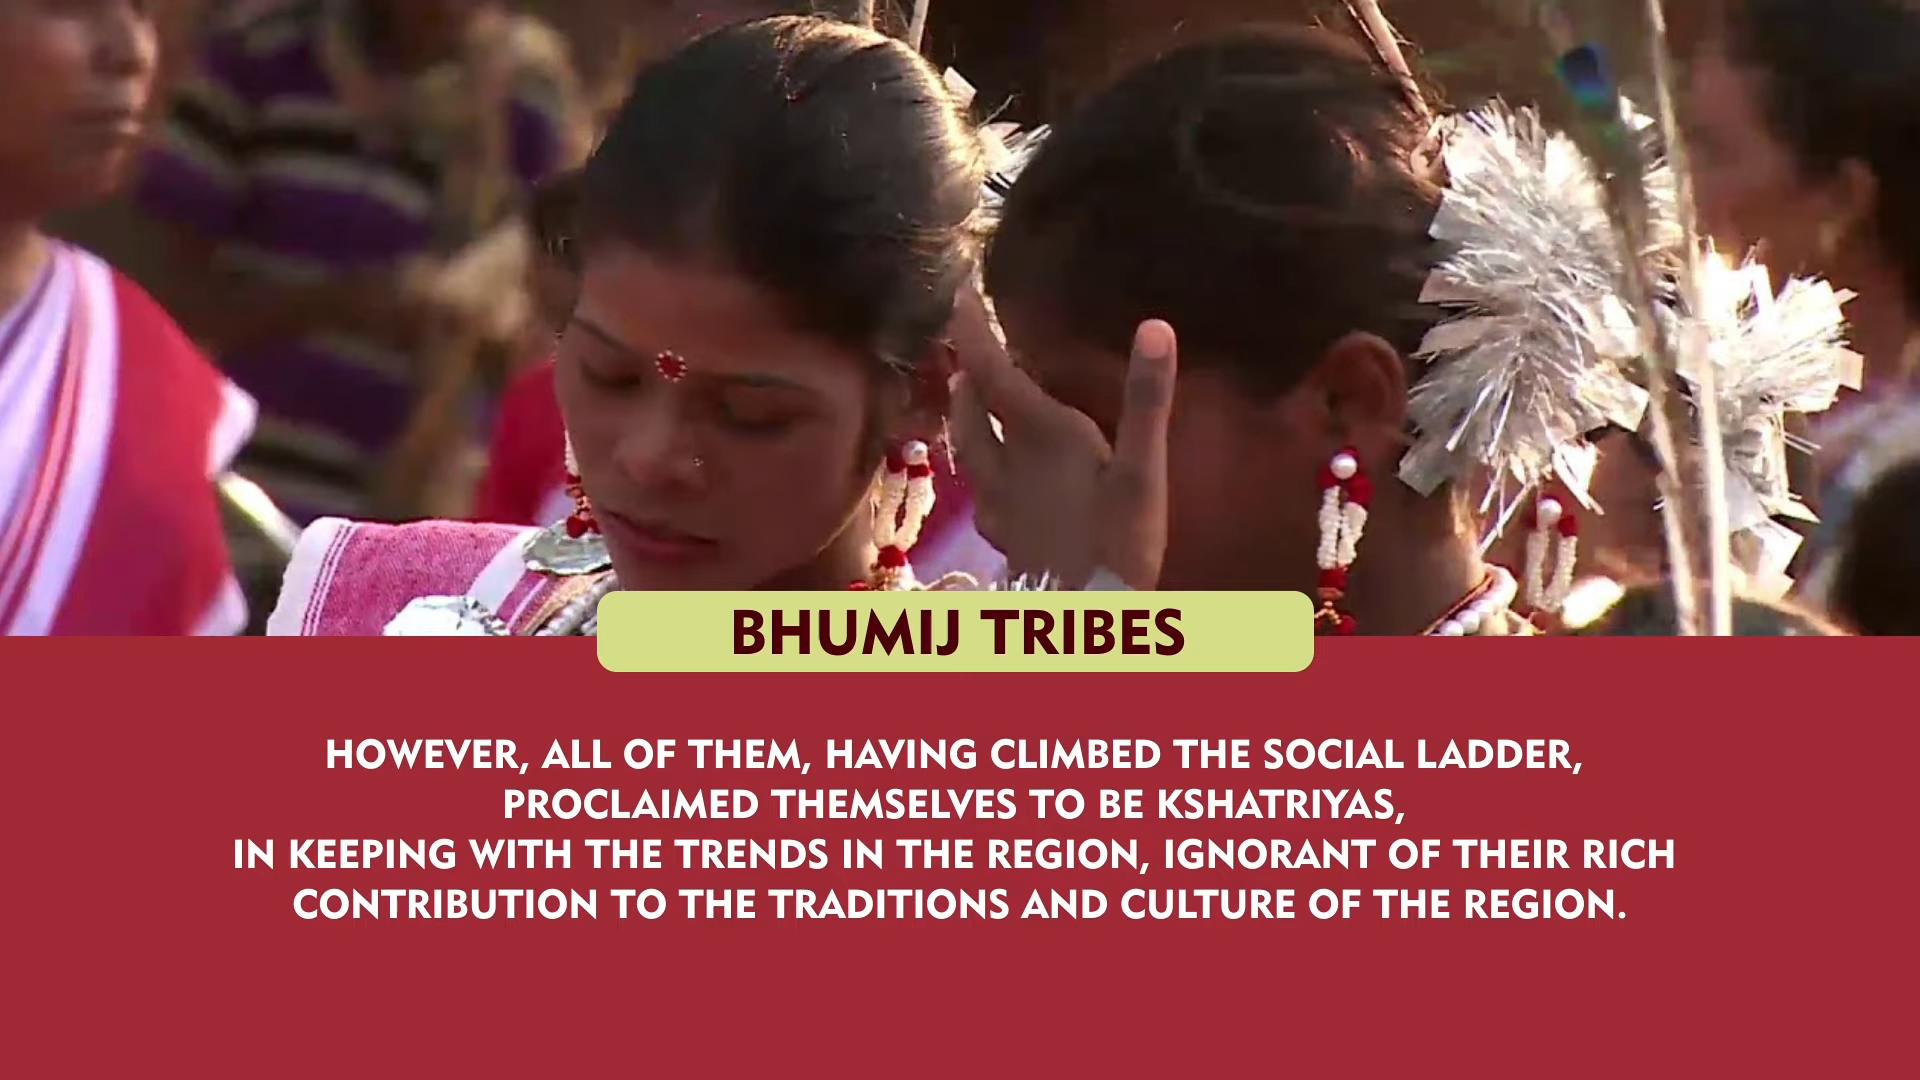 BHUMIJ TRIBES
HOWEVER, ALL OF THEM, HAVING CLIMBED THE SOCIAL LADDER,
PROCLAIMED THEMSELVES TO BE KSHATRIYAS,
IN KEEPING WITH THE TRENDS IN THE REGION, IGNORANT OF THEIR RICH
CONTRIBUTION TO THE TRADITIONS AND CULTURE OF THE REGION.